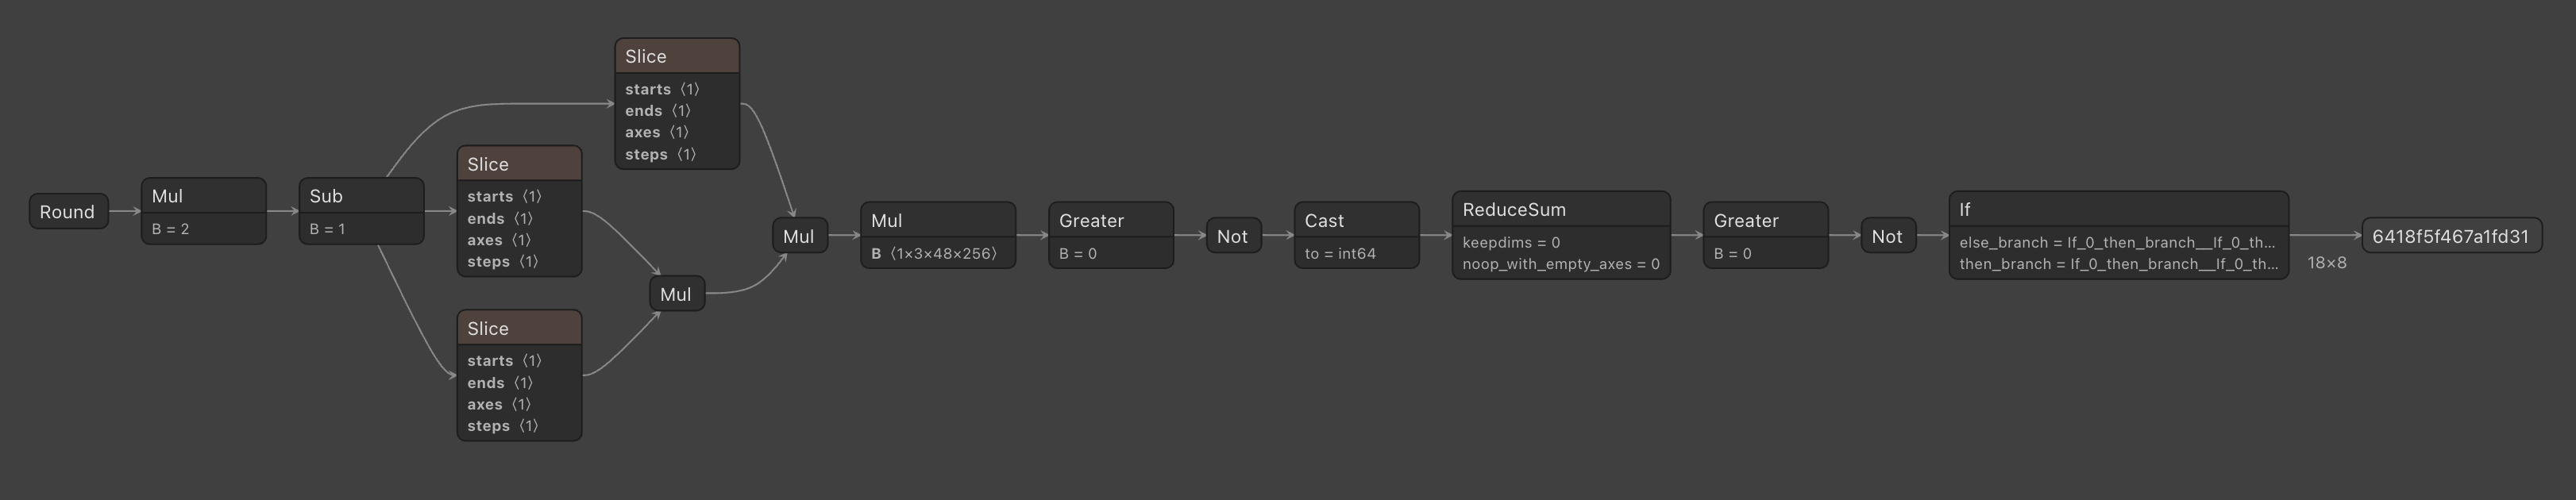 Round
Mul
B = 2
Sub
B = 1
Slice
starts ⟨1⟩
ends ⟨1⟩
axes ⟨1⟩
steps ⟨1⟩
Slice
starts ⟨1⟩
ends ⟨1⟩
axes ⟨1⟩
steps ⟨1⟩
Slice
starts ⟨1⟩
ends ⟨1⟩
axes ⟨1⟩
steps ⟨1⟩
Mul
Mul
Mul
B ⟨1×3×48×256⟩
Greater
B = 0
Not
Cast
to = int64
ReduceSum
keepdims = 0
noop_with_empty_axes = 0
Greater
B = 0
Not
If
else_branch = If_0_then_branch__If_0_th...
then_branch = If_0_then_branch__If_0_th...
18×8
6418f5f467a1fd31